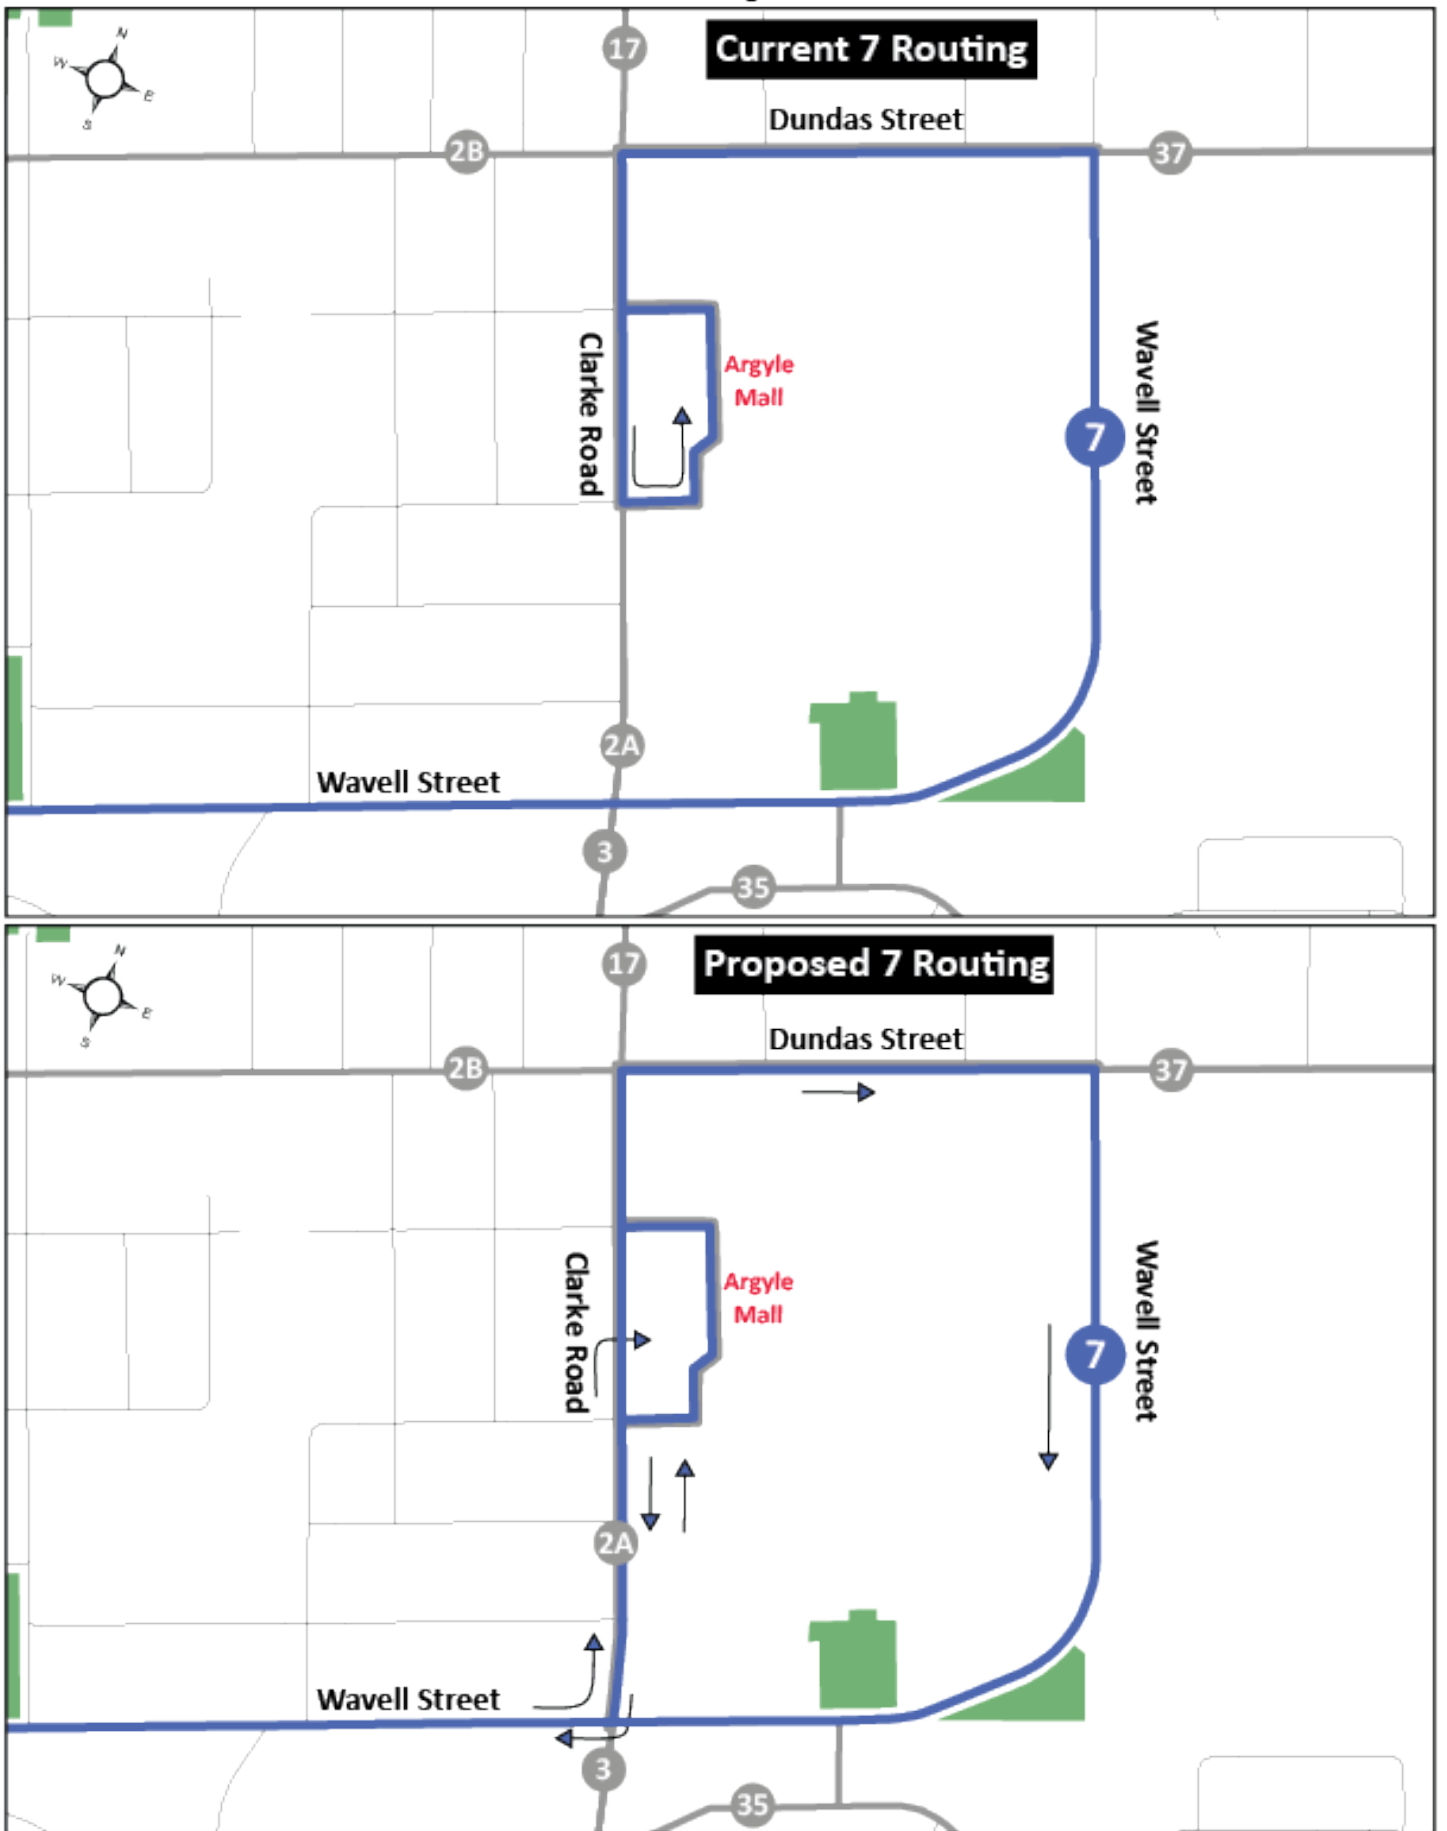 17
Current 7 Routing
N
W
E
S
Dundas Street
2B
37
Clarke Road
Argyle
Mall
Wavell Street
7
2A
Wavell Street
3
35
17
Proposed 7 Routing
N
W
E
S
Dundas Street
2B
37
Clarke Road
Argyle
Mall
Wavell Street
7
2A
Wavell Street
3
35